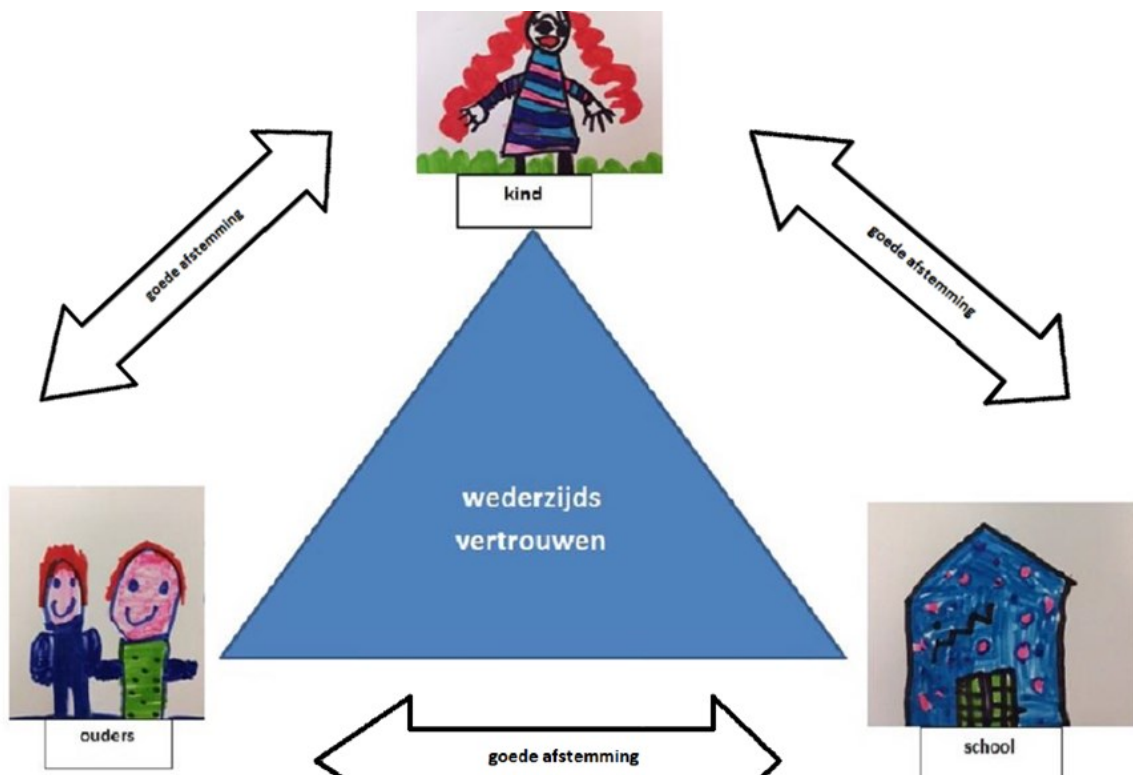 kind
goede afstemming
goede afstemming
wederzijds
vertrouwen
ouders
school
goede afstemming